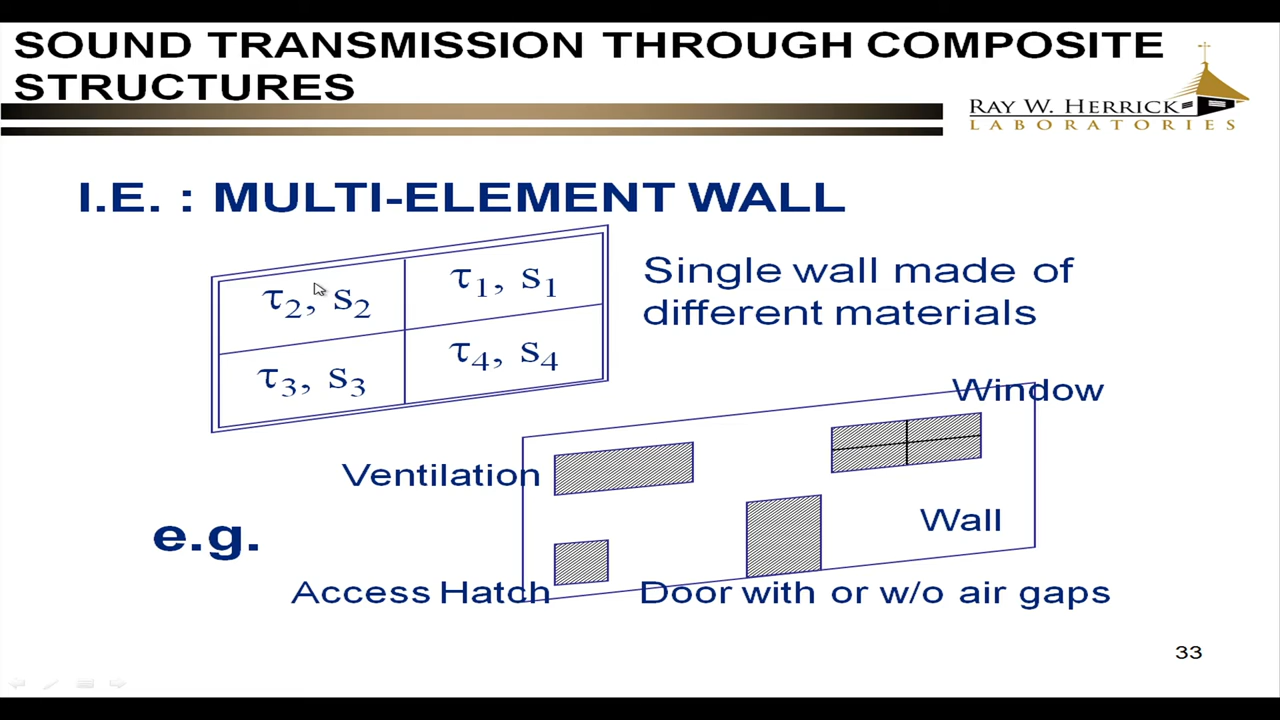 SOUND TRANSMISSION THROUGH COMPOSITE
STRUCTURES
RAY W. HERRICK
LABORATORIES
I.E. : MULTI-ELEMENT WALL
τ2, s2
τ1, s1
τ3, s3
τ4, s4
Single wall made of
different materials
Window
Ventilation
Wall
e.g.
Access Hatch
Door with or w/o air gaps
33